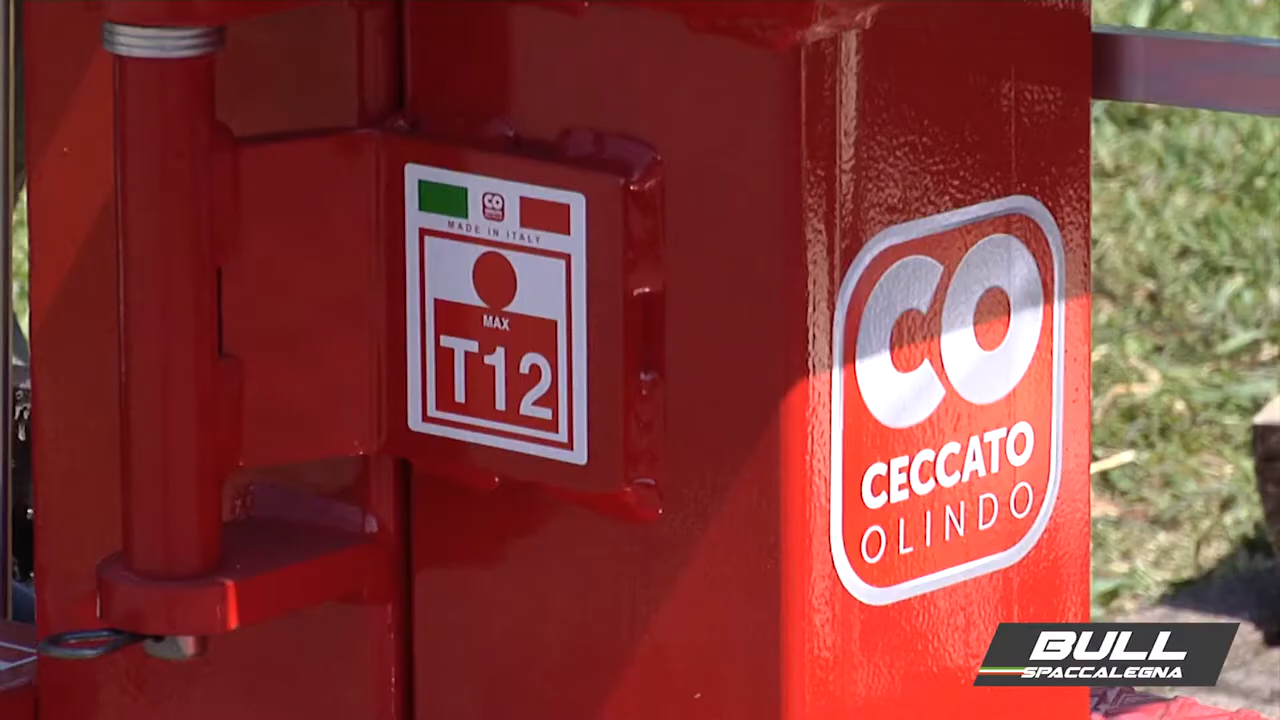 CO
MADE IN ITALY
MAX
T12
CO
CECCATO
OLINDO
BULL
SPACCALEGNA